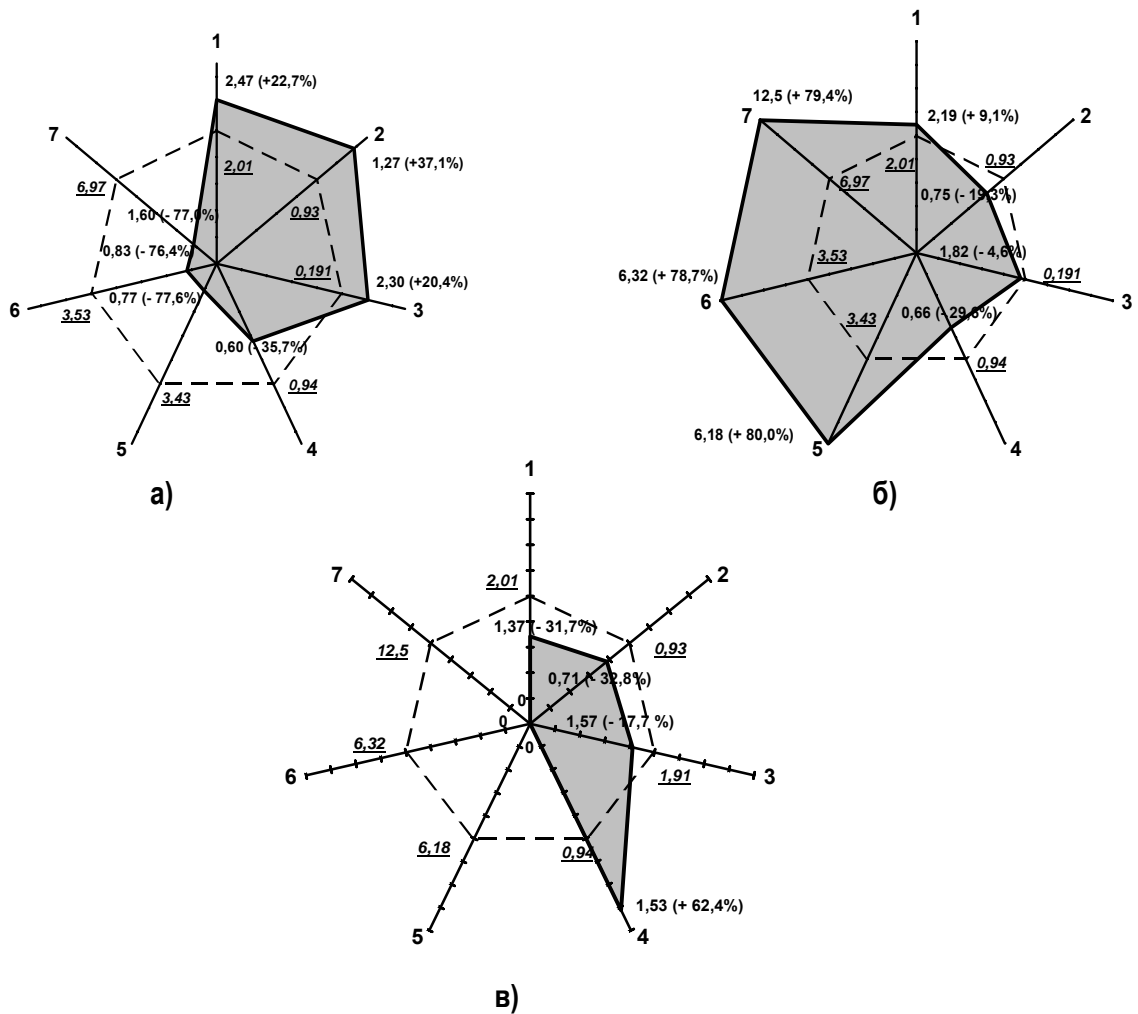 1
2,47 (+22,7%)
7
2
1,27 (+37,1%)
2,01
6,97
0,93
1,60 (- 77,0%)
0,83 (- 76,4%)
0,191
2,30 (+20,4%)
0,77 (- 77,6%)
6
3
3,53
0,60 (- 35,7%)
0,94
3,43
5
4
а)
1
12,5 (+ 79,4%)
7
2,19 (+ 9,1%)
2
2,01
0,93
6,97
0,75 (- 19,3%)
3,53
1,82 (- 4,6%)
6,32 (+ 78,7%)
0,191
6
3
3,43
0,66 (- 29,8%)
0,94
6,18 (+ 80,0%)
5
4
б)
1
7
2
2,01
1,37 (- 31,7%)
12,5
0,93
0,71 (- 32,8%)
0
0
1,57 (- 17,7 %)
6,32
0
6
1,91
3
6,18
0,94
1,53 (+ 62,4%)
5
4
в)